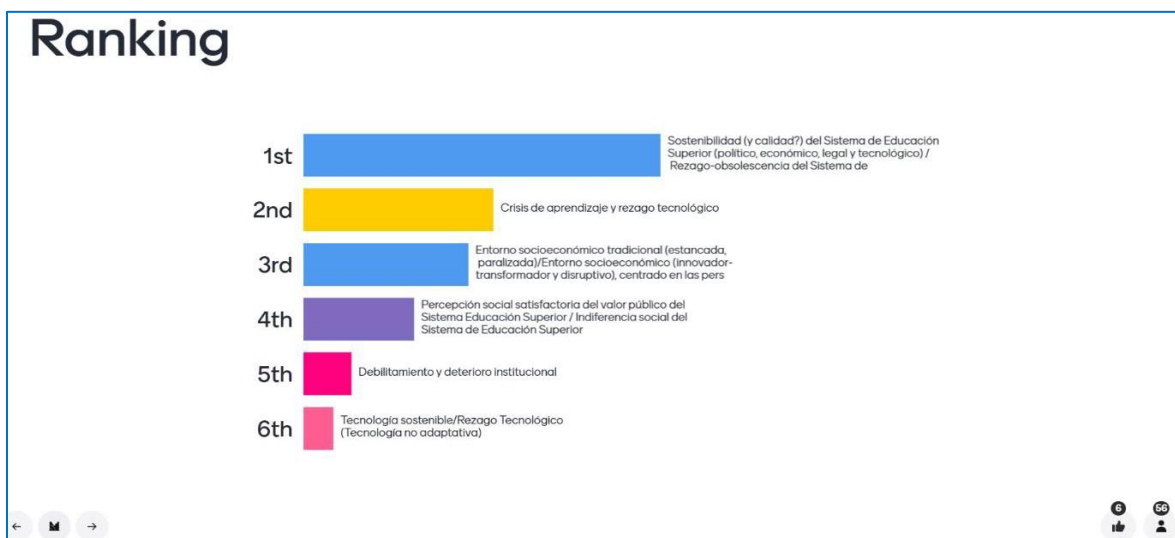 Ranking
1st
Sostenibilidad (y calidad?) del Sistema de Educación
Superior (político, económico, legal y tecnológico) /
Rezago-obsolescencia del Sistema de
2nd
Crisis de aprendizaje y rezago tecnológico
3rd
Entorno socioeconómico tradicional (estancada,
paralizada)/Entorno socioeconómico (innovador-
transformador y disruptivo), centrado en las pers
4th
Percepción social satisfactoria del valor público del
Sistema Educación Superior / Indiferencia social del
Sistema de Educación Superior
5th
Debilitamiento y deterioro institucional
6th
Tecnología sostenible/Rezago Tecnológico
(Tecnología no adaptativa)
6
56